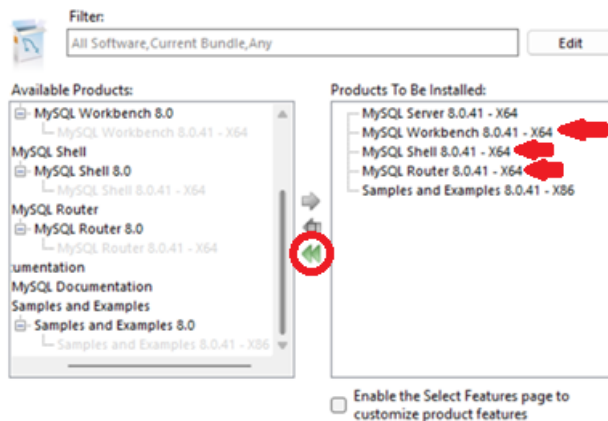 Filter:
All Software,Current Bundle,Any
Edit
Available Products:
MySQL Workbench 8.0
MySQL Workbench 8.0.41 - X64
MySQL Shell
MySQL Shell 8.0
MySQL Shell 8.0.41 - X64
MySQL Router
MySQL Router 8.0
MySQL Router 8.0.41 - X64
umentation
MySQL Documentation
Samples and Examples
Samples and Examples 8.0
Samples and Examples 8.0.41 - X86
Products To Be Installed:
MySQL Server 8.0.41 - X64
MySQL Workbench 8.0.41 - X64
MySQL Shell 8.0.41 - X64
MySQL Router 8.0.41 - X64
Samples and Examples 8.0.41 - X86
Enable the Select Features page to
customize product features